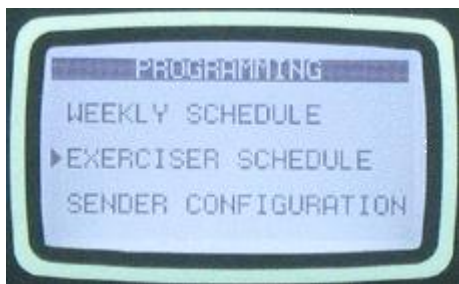 PROGRAMMING
WEEKLY SCHEDULE
▶EXERCISER SCHEDULE
SENDER CONFIGURATION